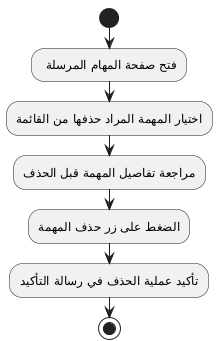 فتح صفحة المهام المرسلة
اختيار المهمة المراد حذفها من القائمة
مراجعة تفاصيل المهمة قبل الحذف
الضغط على زر حذف المهمة
تأكيد عملية الحذف في رسالة التأكيد